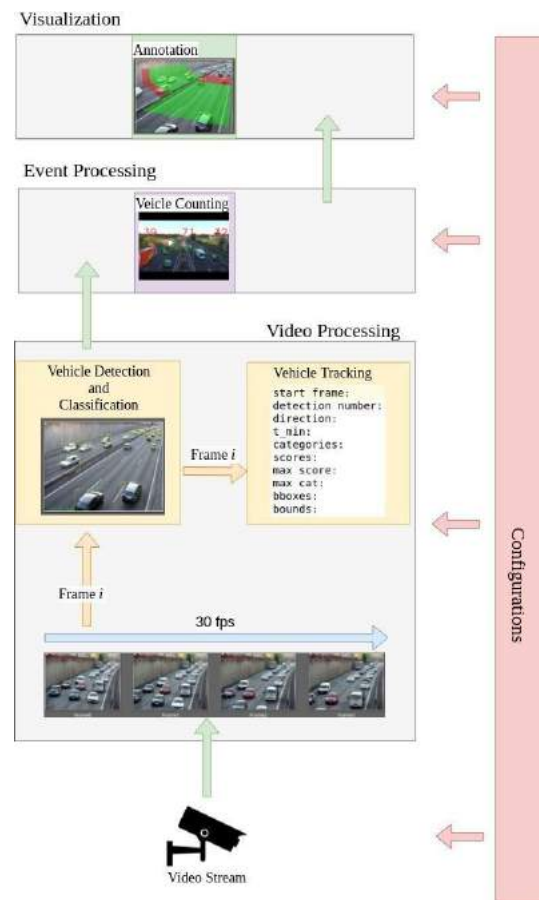 Visualization
Annotation
Event Processing
Veicle Counting
Video Processing
Vehicle Detection
and
Classification
Vehicle Tracking
start frame:
detection number:
direction:
t_min:
categories:
scores:
max score:
max cat:
bboxes:
bounds:
Frame i
Frame i
30 fps
Video Stream
Configurations